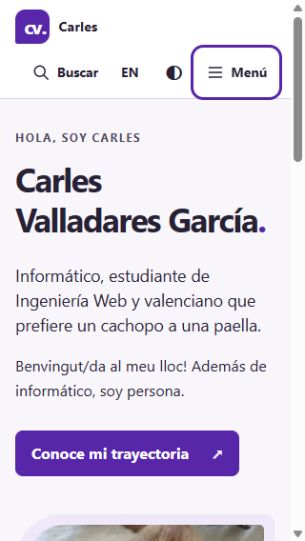 cv.
Carles
Buscar
EN
Menú
HOLA, SOY CARLES
Carles
Valladares García.
Informático, estudiante de
Ingeniería Web y valenciano que
prefiere un cachopo a una paella.
Benvingut/da al meu lloc! Además de
informático, soy persona.
Conoce mi trayectoria ↗